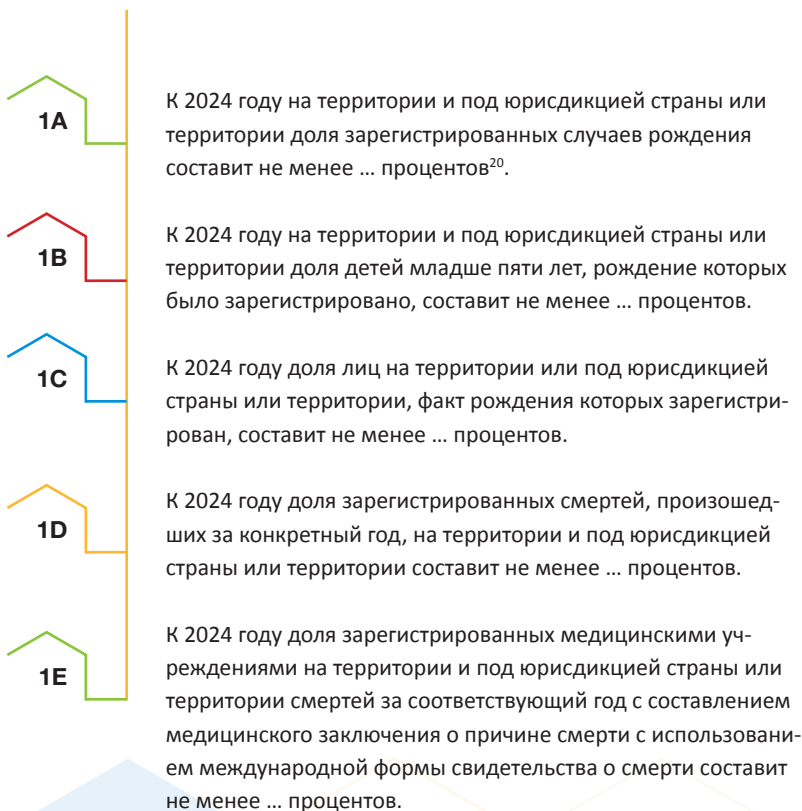 1A
К 2024 году на территории и под юрисдикцией страны или
территории доля зарегистрированных случаев рождения
составит не менее ... процентов²⁰.
1B
К 2024 году на территории и под юрисдикцией страны или
территории доля детей младше пяти лет, рождение которых
было зарегистрировано, составит не менее ... процентов.
1C
К 2024 году доля лиц на территории или под юрисдикцией
страны или территории, факт рождения которых зарегистри-
рован, составит не менее ... процентов.
1D
К 2024 году доля зарегистрированных смертей, произошед-
ших за конкретный год, на территории и под юрисдикцией
страны или территории составит не менее ... процентов.
1E
К 2024 году доля зарегистрированных медицинскими уч-
реждениями на территории и под юрисдикцией страны или
территории смертей за соответствующий год с составлением
медицинского заключения о причине смерти с использовани-
ем международной формы свидетельства о смерти составит
не менее ... процентов.